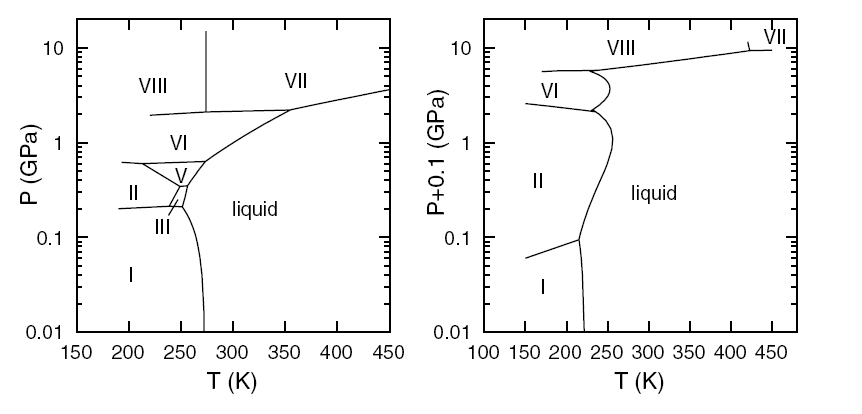 10
1
0.1
0.01
P (GPa)
VIII
VII
VI
V
II
III
I
liquid
150 200 250 300 350 400 450
T (K)
10
1
0.1
0.01
P+0.1 (GPa)
VIII
VII
VI
II
I
liquid
100 150 200 250 300 350 400 450
T (K)